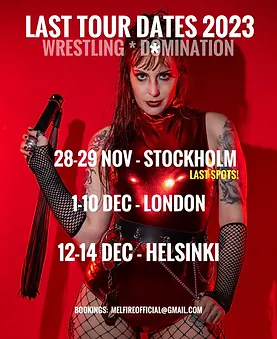 LAST TOUR DATES 2023
WRESTLING * D*MINATION
28-29 NOV - STOCKHOLM
LAST SPOTS!
1-10 DEC - LONDON
12-14 DEC - HELSINKI
BOOKINGS: MELFIREOFFICIAL@GMAIL.COM